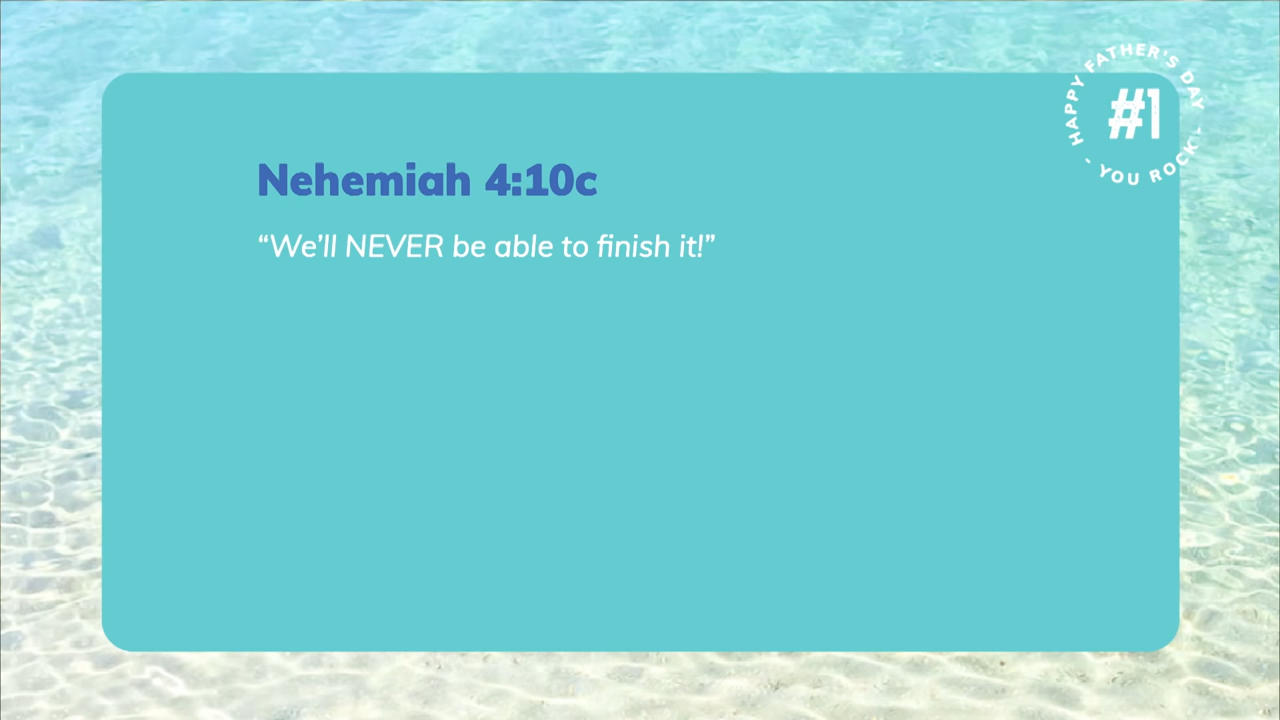 HAPPY FATHER'S DAY
#1
- YOU ROCK -
Nehemiah 4:10c
“We’ll NEVER be able to finish it!”